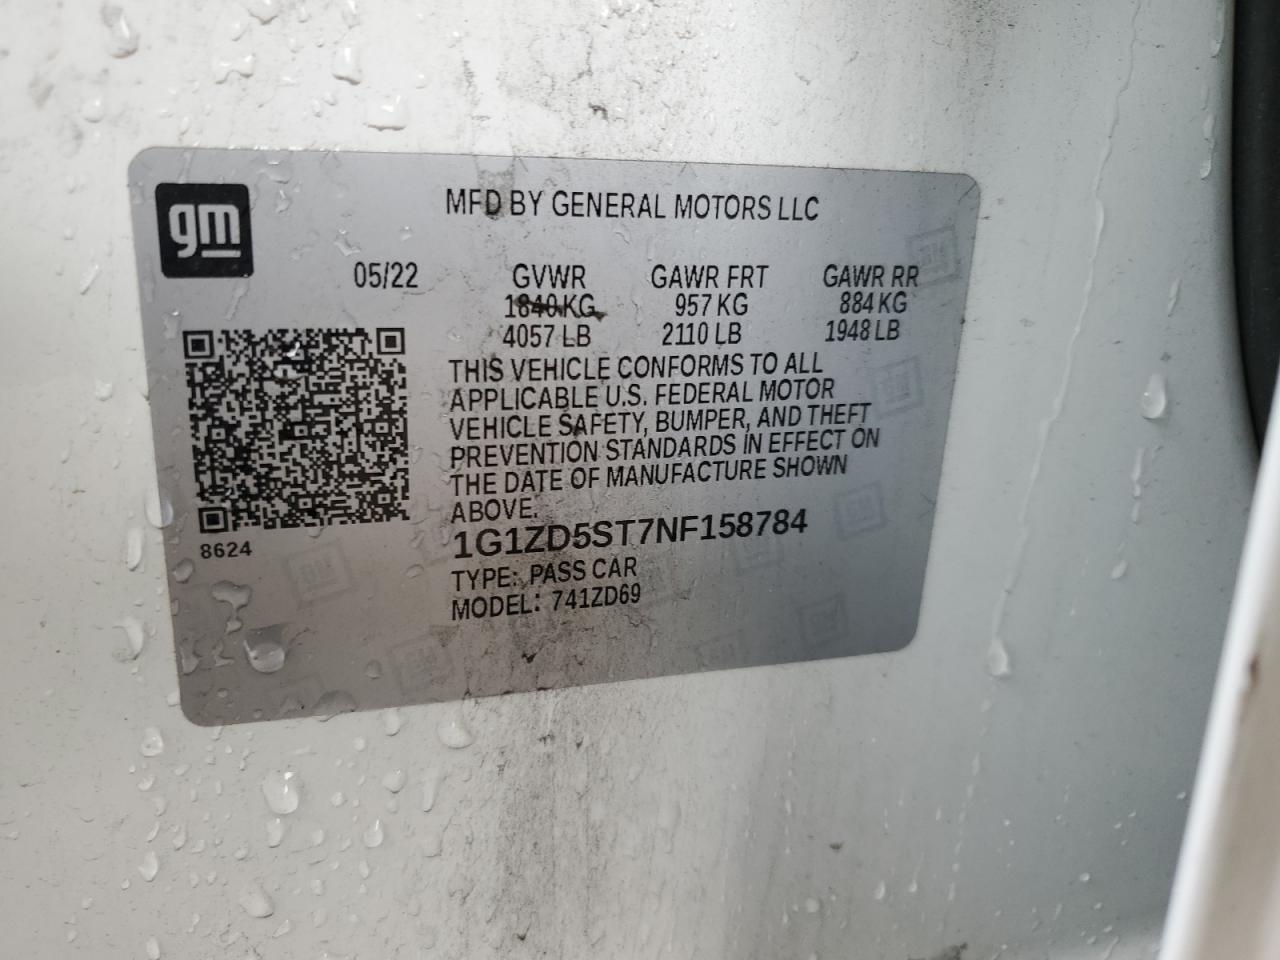 gm
MFD BY GENERAL MOTORS LLC
05/22 GVWR GAWR FRT GAWR RR
1840 KG 957 KG 884 KG
4057 LB 2110 LB 1948 LB
THIS VEHICLE CONFORMS TO ALL
APPLICABLE U.S. FEDERAL MOTOR
VEHICLE SAFETY, BUMPER, AND THEFT
PREVENTION STANDARDS IN EFFECT ON
THE DATE OF MANUFACTURE SHOWN
ABOVE.
8624
1G1ZD5ST7NF158784
TYPE: PASS CAR
MODEL: 741ZD69